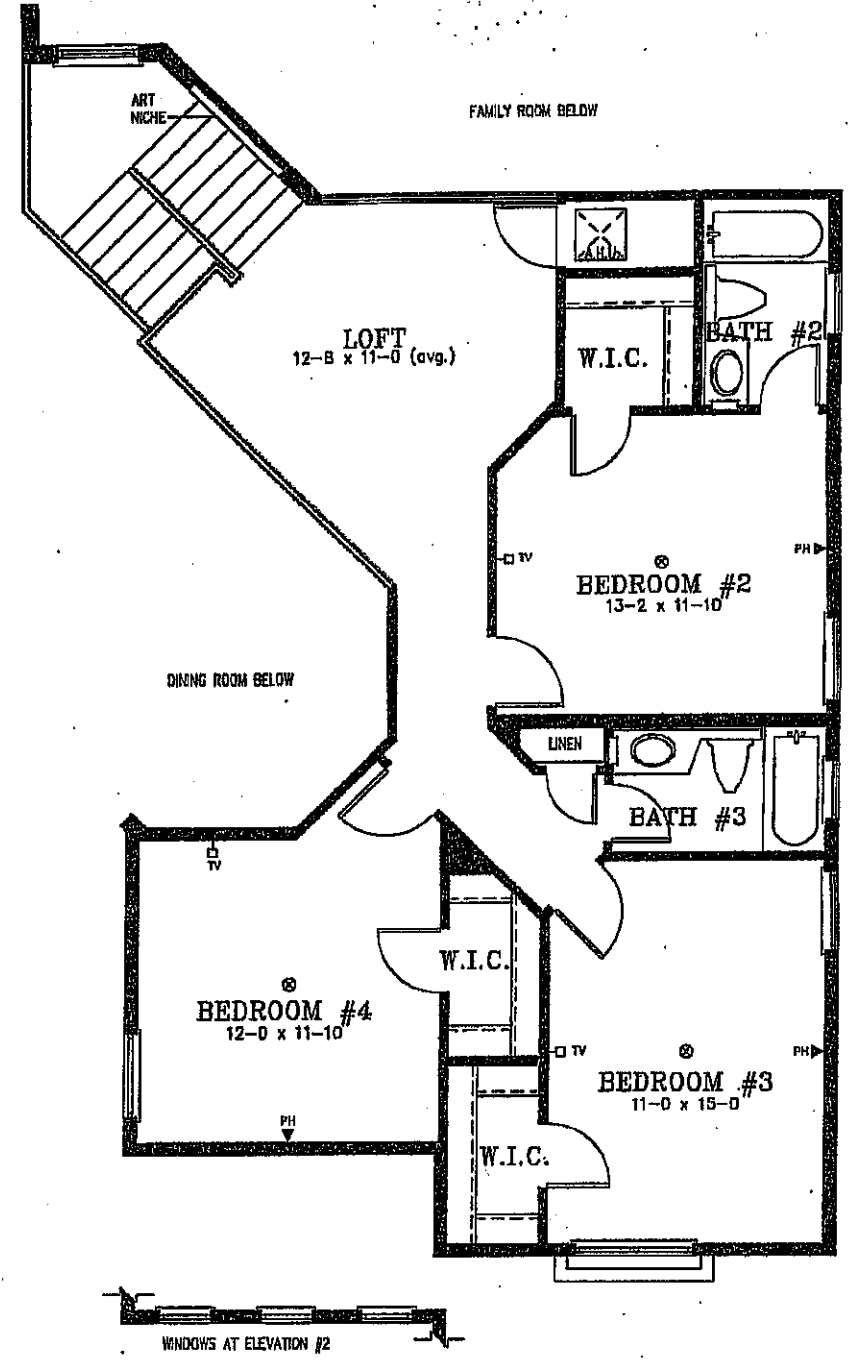 ART
NICHE
FAMILY ROOM BELOW
A.H.U.
BATH #2
LOFT
12-8 x 11-0 (avg.)
W.I.C.
TV
PH
BEDROOM #2
13-2 x 11-10
DINING ROOM BELOW
LINEN
BATH #3
TV
W.I.C.
BEDROOM #4
12-0 x 11-10
TV
PH
BEDROOM #3
11-0 x 15-0
PH
W.I.C.
WINDOWS AT ELEVATION #2